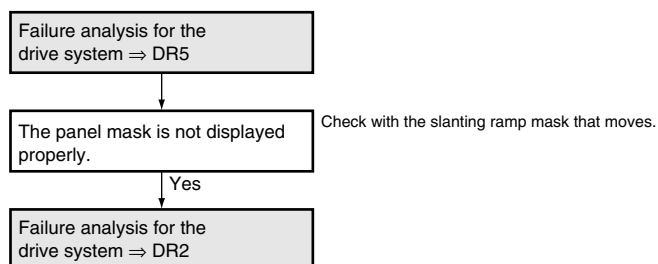 Failure analysis for the
drive system ⇒ DR5
The panel mask is not displayed
properly.
Check with the slanting ramp mask that moves.
Yes
Failure analysis for the
drive system ⇒ DR2